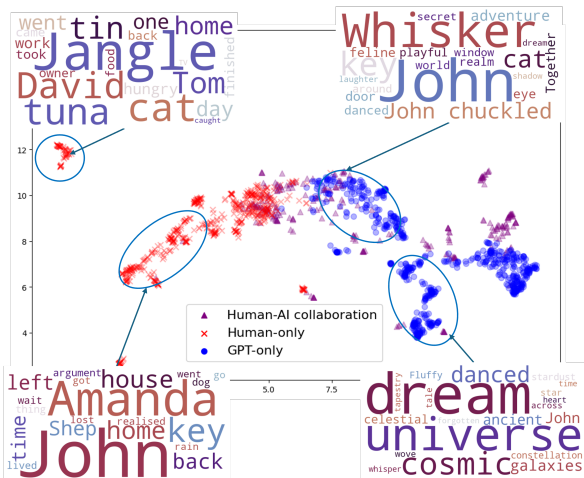 went tin one home
came back
work Jangle
took
owner food
David Tom
hungry finished
tuna cat day
caught
secret adventure
Whisker
dream
feline playful window cat
key world realm Together
laughter shadow
around John eye
door
danced John chuckled
12
10
8
6
4
5.0 7.5
Human-AI collaboration
Human-only
GPT-only
argument went go
left got house dog
wait Amanda
thing
lost realised
time Shep home key
rain
lived John back
Fluffy danced stardust
tapestry dream time
tale star
heart
celestial forgotten ancient across John
universe
wove constellation
whisper cosmic galaxies